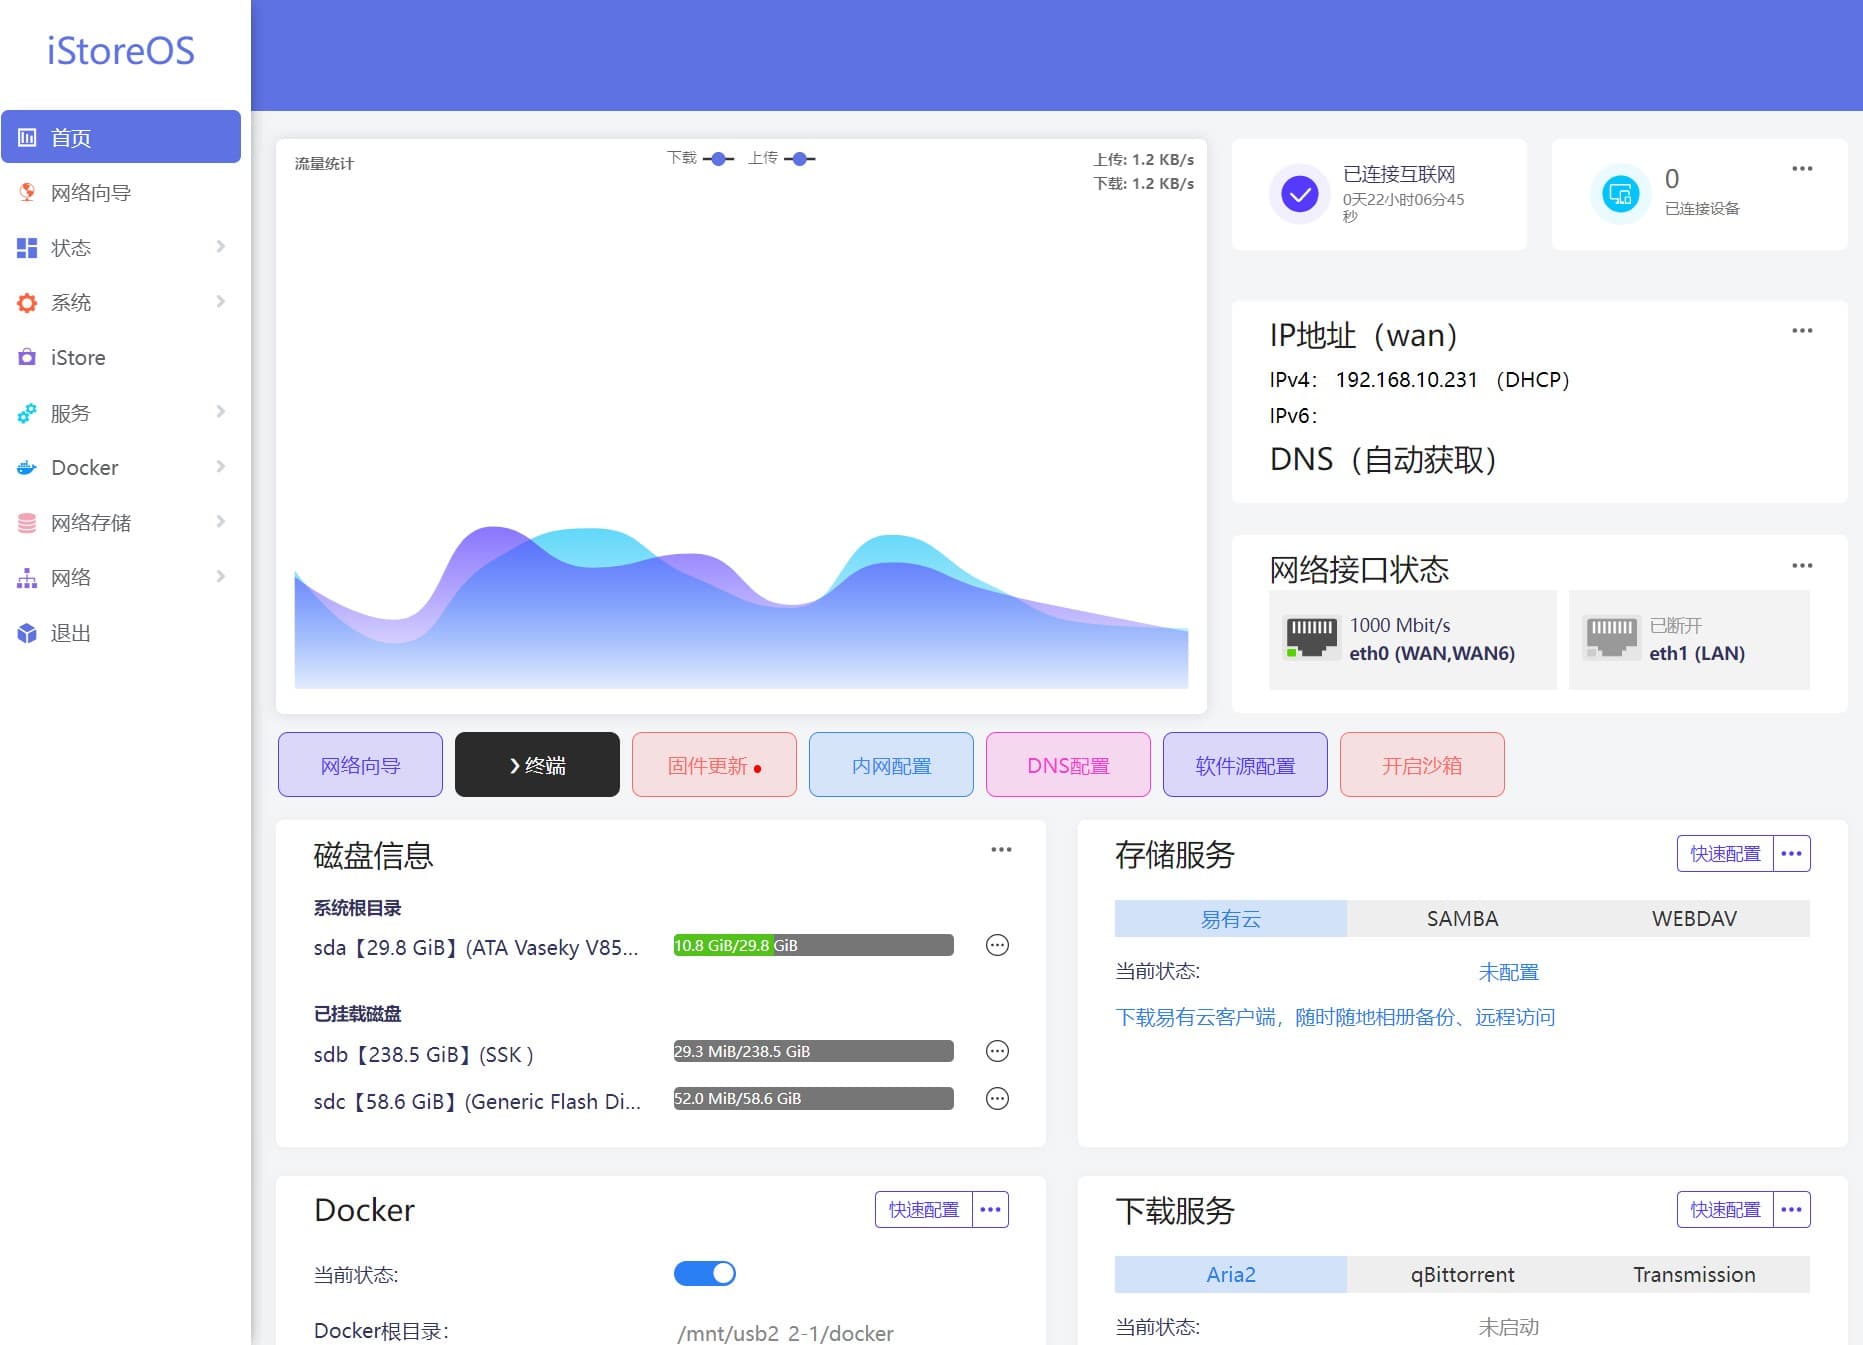 iStoreOS
首页
网络向导
状态
系统
iStore
服务
Docker
网络存储
网络
退出
流量统计
下载 上传
上传: 1.2 KB/s
下载: 1.2 KB/s
已连接互联网
0天22小时06分45
秒
0
已连接设备
IP地址（wan）
IPv4： 192.168.10.231 （DHCP）
IPv6：
DNS（自动获取）
网络接口状态
1000 Mbit/s
eth0 (WAN,WAN6)
已断开
eth1 (LAN)
网络向导
终端
固件更新
内网配置
DNS配置
软件源配置
开启沙箱
磁盘信息
系统根目录
sda【29.8 GiB】(ATA Vaseky V85...
10.8 GiB/29.8 GiB
已挂载磁盘
sdb【238.5 GiB】(SSK )
29.3 MiB/238.5 GiB
sdc【58.6 GiB】(Generic Flash Di...
52.0 MiB/58.6 GiB
存储服务
快速配置
易有云 SAMBA WEBDAV
当前状态:
未配置
下载易有云客户端，随时随地相册备份、远程访问
Docker
快速配置
当前状态:
Docker根目录：
/mnt/usb2_2-1/docker
下载服务
快速配置
Aria2 qBittorrent Transmission
当前状态:
未启动